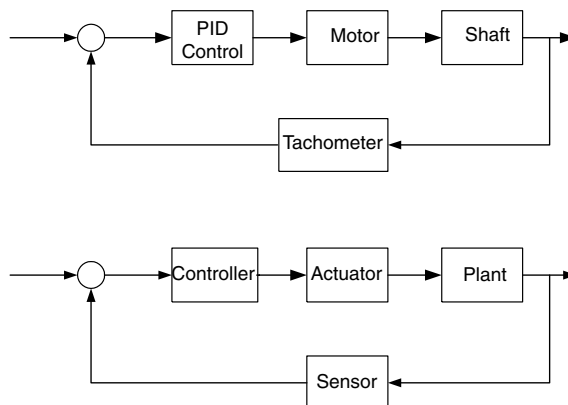 PID
Control
Motor
Shaft
Tachometer
Controller
Actuator
Plant
Sensor